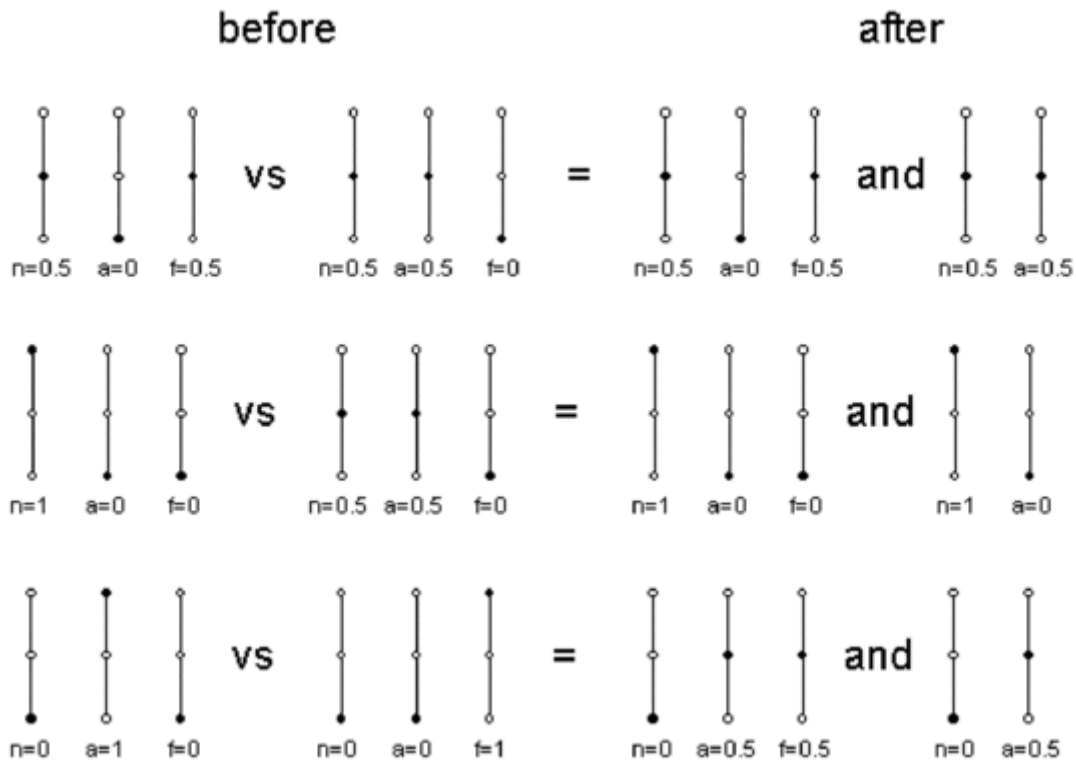 before after
vs = and
n=0.5 a=0 f=0.5 n=0.5 a=0.5 f=0 n=0.5 a=0 f=0.5 n=0.5 a=0.5
vs = and
n=1 a=0 f=0 n=0.5 a=0.5 f=0 n=1 a=0 f=0 n=1 a=0
vs = and
n=0 a=1 f=0 n=0 a=0 f=1 n=0 a=0.5 f=0.5 n=0 a=0.5